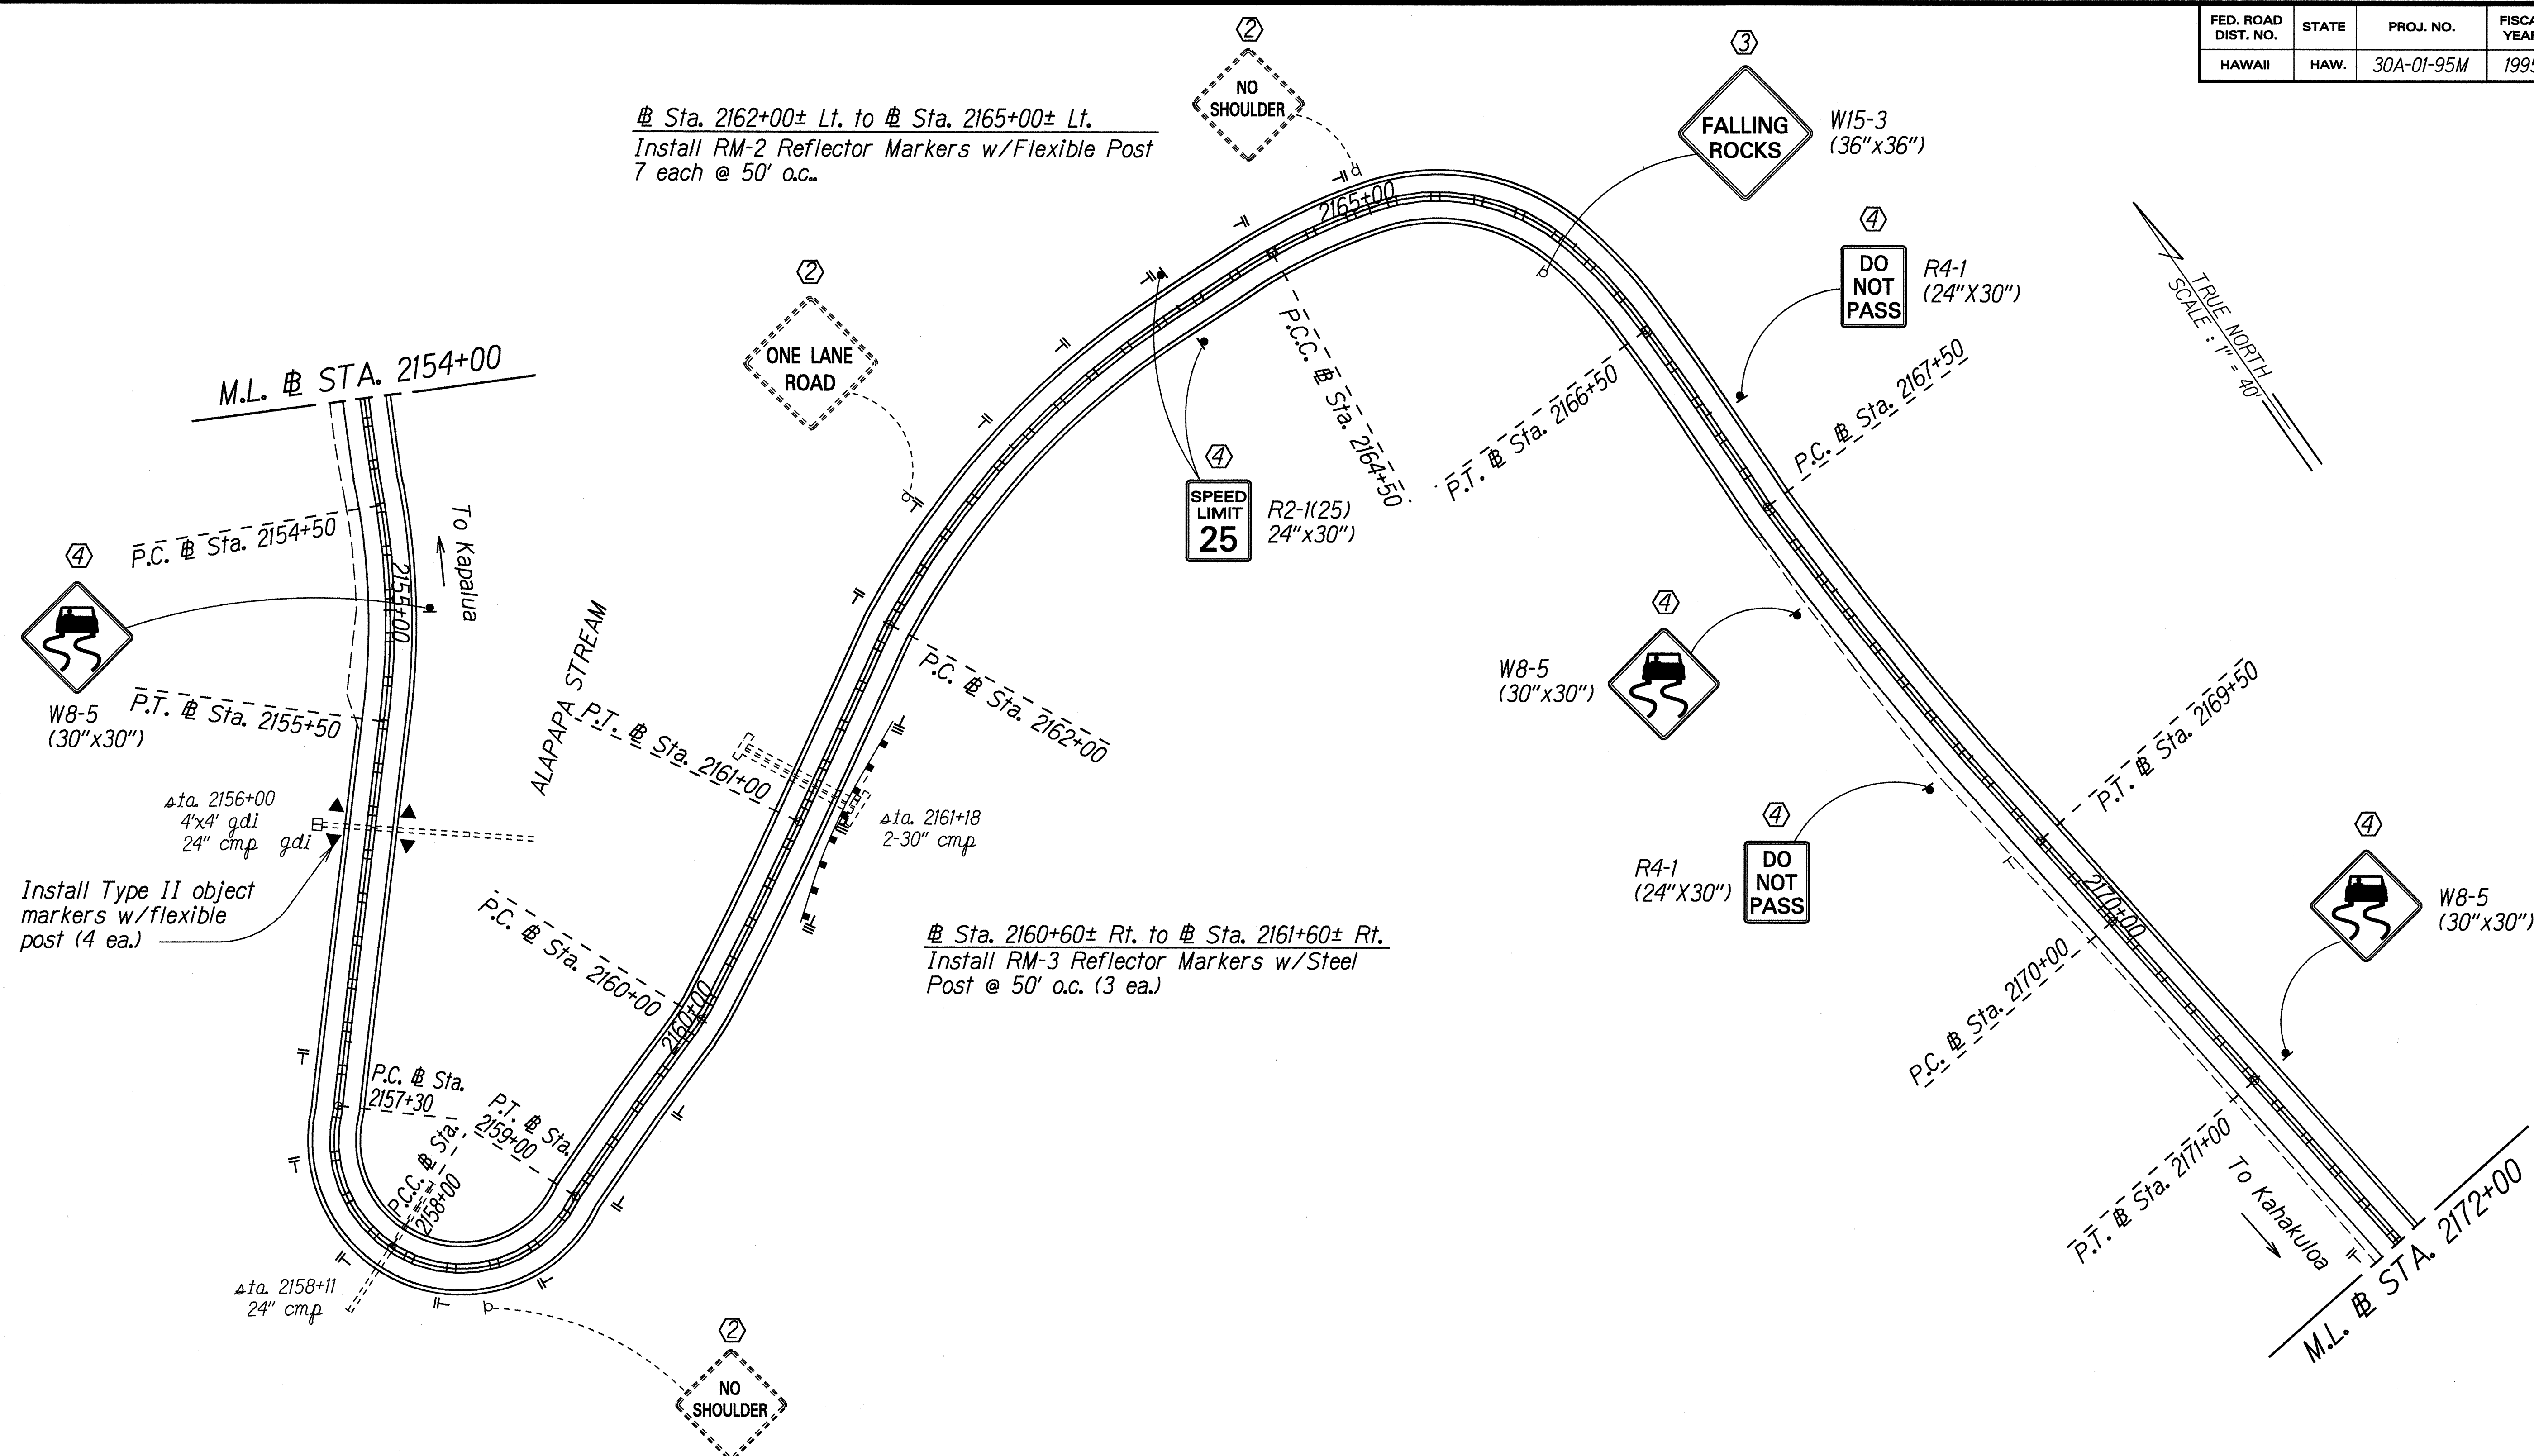 FED. ROAD DIST. NO.
STATE
PROJ. NO.
HAWAII
HAW.
30A-01-95M
℄ Sta. 2162+00± Lt. to ℄ Sta. 2165+00± Lt.
Install RM-2 Reflector Markers w/Flexible Post
7 each @ 50' o.c..
2
NO
SHOULDER
3
FALLING
ROCKS
W15-3
(36"x36")
4
DO
NOT
PASS
R4-1
(24"X30")
TRUE NORTH
SCALE : 1" = 40'
2
ONE LANE
ROAD
2165+00
P.C.C. ℄ Sta. 2164+50
P.T. ℄ Sta. 2166+50
P.C. ℄ Sta. 2167+50
4
SPEED
LIMIT
25
R2-1(25)
24"x30")
M.L. ℄ STA. 2154+00
P.C. ℄ Sta. 2154+50
To Kapalua
2155+00
4
W8-5
(30"x30")
P.T. ℄ Sta. 2155+50
ALAPAPA STREAM
P.T. ℄ Sta. 2161+00
P.C. ℄ Sta. 2162+00
sta. 2156+00
4'x4' gdi
24" cmp gdi
Install Type II object
markers w/flexible
post (4 ea.)
sta. 2161+18
2-30" cmp
P.C. ℄ Sta. 2160+00
2160+00
℄ Sta. 2160+60± Rt. to ℄ Sta. 2161+60± Rt.
Install RM-3 Reflector Markers w/Steel
Post @ 50' o.c. (3 ea.)
P.C. ℄ Sta.
2157+30
P.T. ℄ Sta.
2159+00
P.C.C. ℄ Sta.
2158+00
sta. 2158+11
24" cmp
2
NO
SHOULDER
4
W8-5
(30"x30")
4
R4-1
(24"X30")
DO
NOT
PASS
P.T. ℄ Sta. 2169+50
2170+00
P.C. ℄ Sta. 2170+00
4
W8-5
(30"x30")
P.T. ℄ Sta. 2171+00
To Kahakuloa
M.L. ℄ STA. 2172+00